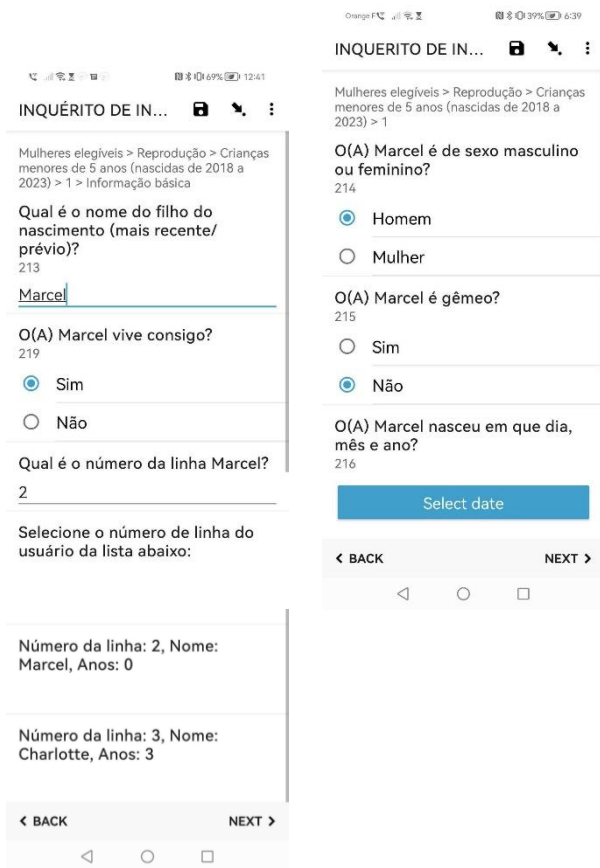 69% 12:41
INQUÉRITO DE IN...
Mulheres elegíveis > Reprodução > Crianças
menores de 5 anos (nascidas de 2018 a
2023) > 1 > Informação básica
Qual é o nome do filho do
nascimento (mais recente/
prévio)?
213
Marcel
O(A) Marcel vive consigo?
219
Sim
Não
Qual é o número da linha Marcel?
2
Selecione o número de linha do
usuário da lista abaixo:
Número da linha: 2, Nome:
Marcel, Anos: 0
Número da linha: 3, Nome:
Charlotte, Anos: 3
BACK
NEXT
Orange F 39% 6:39
INQUERITO DE IN...
Mulheres elegíveis > Reprodução > Crianças
menores de 5 anos (nascidas de 2018 a
2023) > 1
O(A) Marcel é de sexo masculino
ou feminino?
214
Homem
Mulher
O(A) Marcel é gêmeo?
215
Sim
Não
O(A) Marcel nasceu em que dia,
mês e ano?
216
Select date
BACK
NEXT